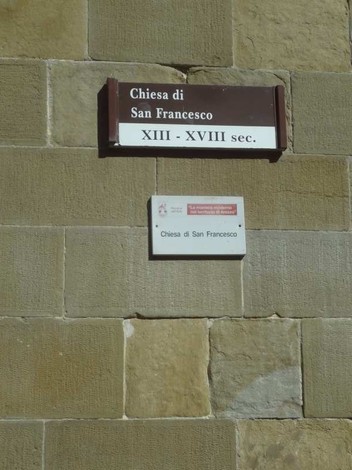 Chiesa di
San Francesco
XIII - XVIII sec.
Chiesa di San Francesco